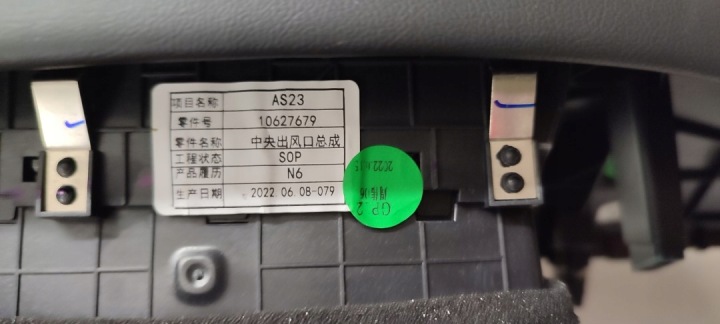 项目名称 AS23
零件号 10627679
零件名称 中央出风口总成
工程状态 SOP
产品履历 N6
生产日期 2022.06.08-079
GP_2